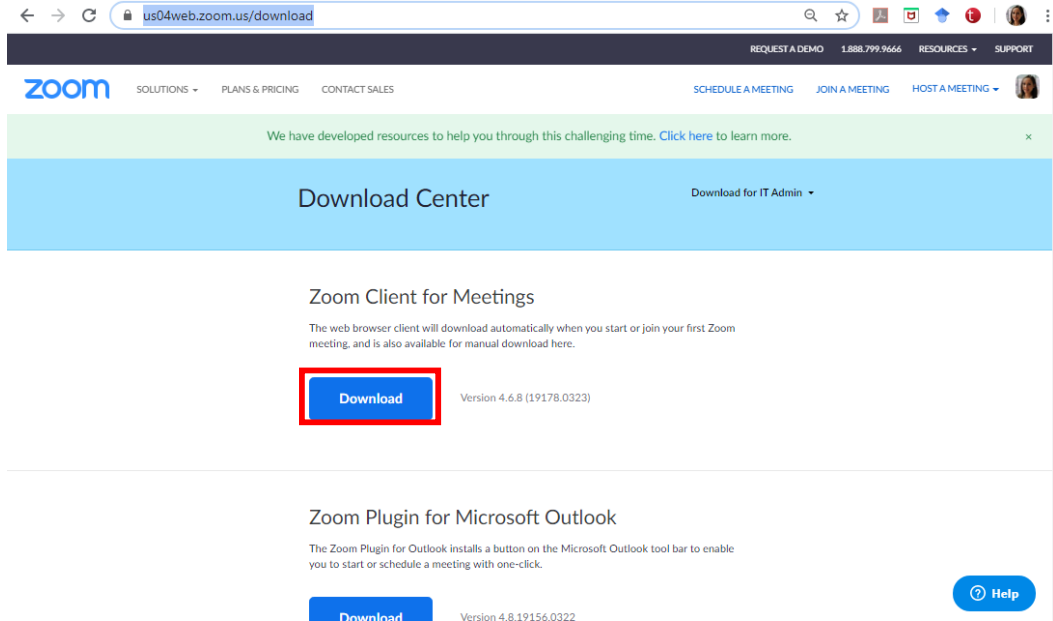 us04web.zoom.us/download
REQUEST A DEMO 1.888.799.9666 RESOURCES SUPPORT
zoom SOLUTIONS PLANS & PRICING CONTACT SALES SCHEDULE A MEETING JOIN A MEETING HOST A MEETING
We have developed resources to help you through this challenging time. Click here to learn more. ×
Download Center Download for IT Admin
Zoom Client for Meetings
The web browser client will download automatically when you start or join your first Zoom
meeting, and is also available for manual download here.
Download Version 4.6.8 (19178.0323)
Zoom Plugin for Microsoft Outlook
The Zoom Plugin for Outlook installs a button on the Microsoft Outlook tool bar to enable
you to start or schedule a meeting with one-click.
Help
Download Version 4.8.19156.0322